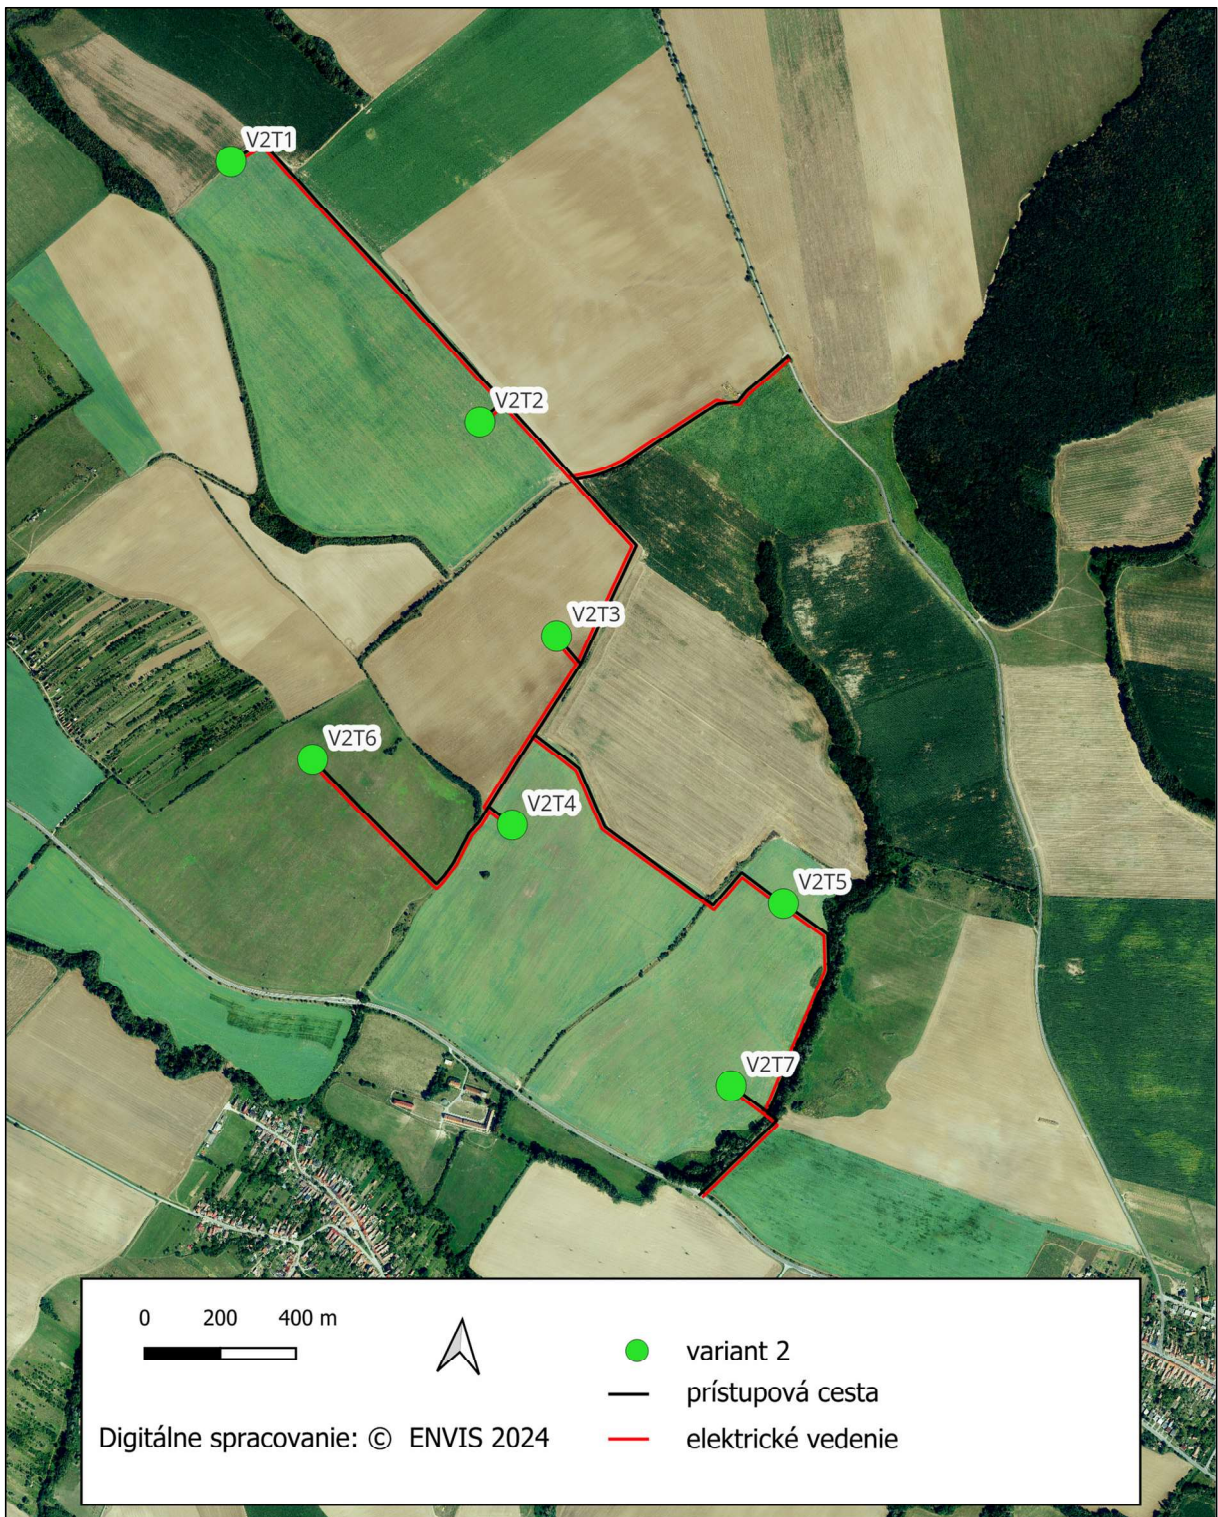 V2T1
V2T2
V2T3
V2T6
V2T4
V2T5
V2T7
0 200 400 m
variant 2
prístupová cesta
Digitálne spracovanie: © ENVIS 2024
elektrické vedenie